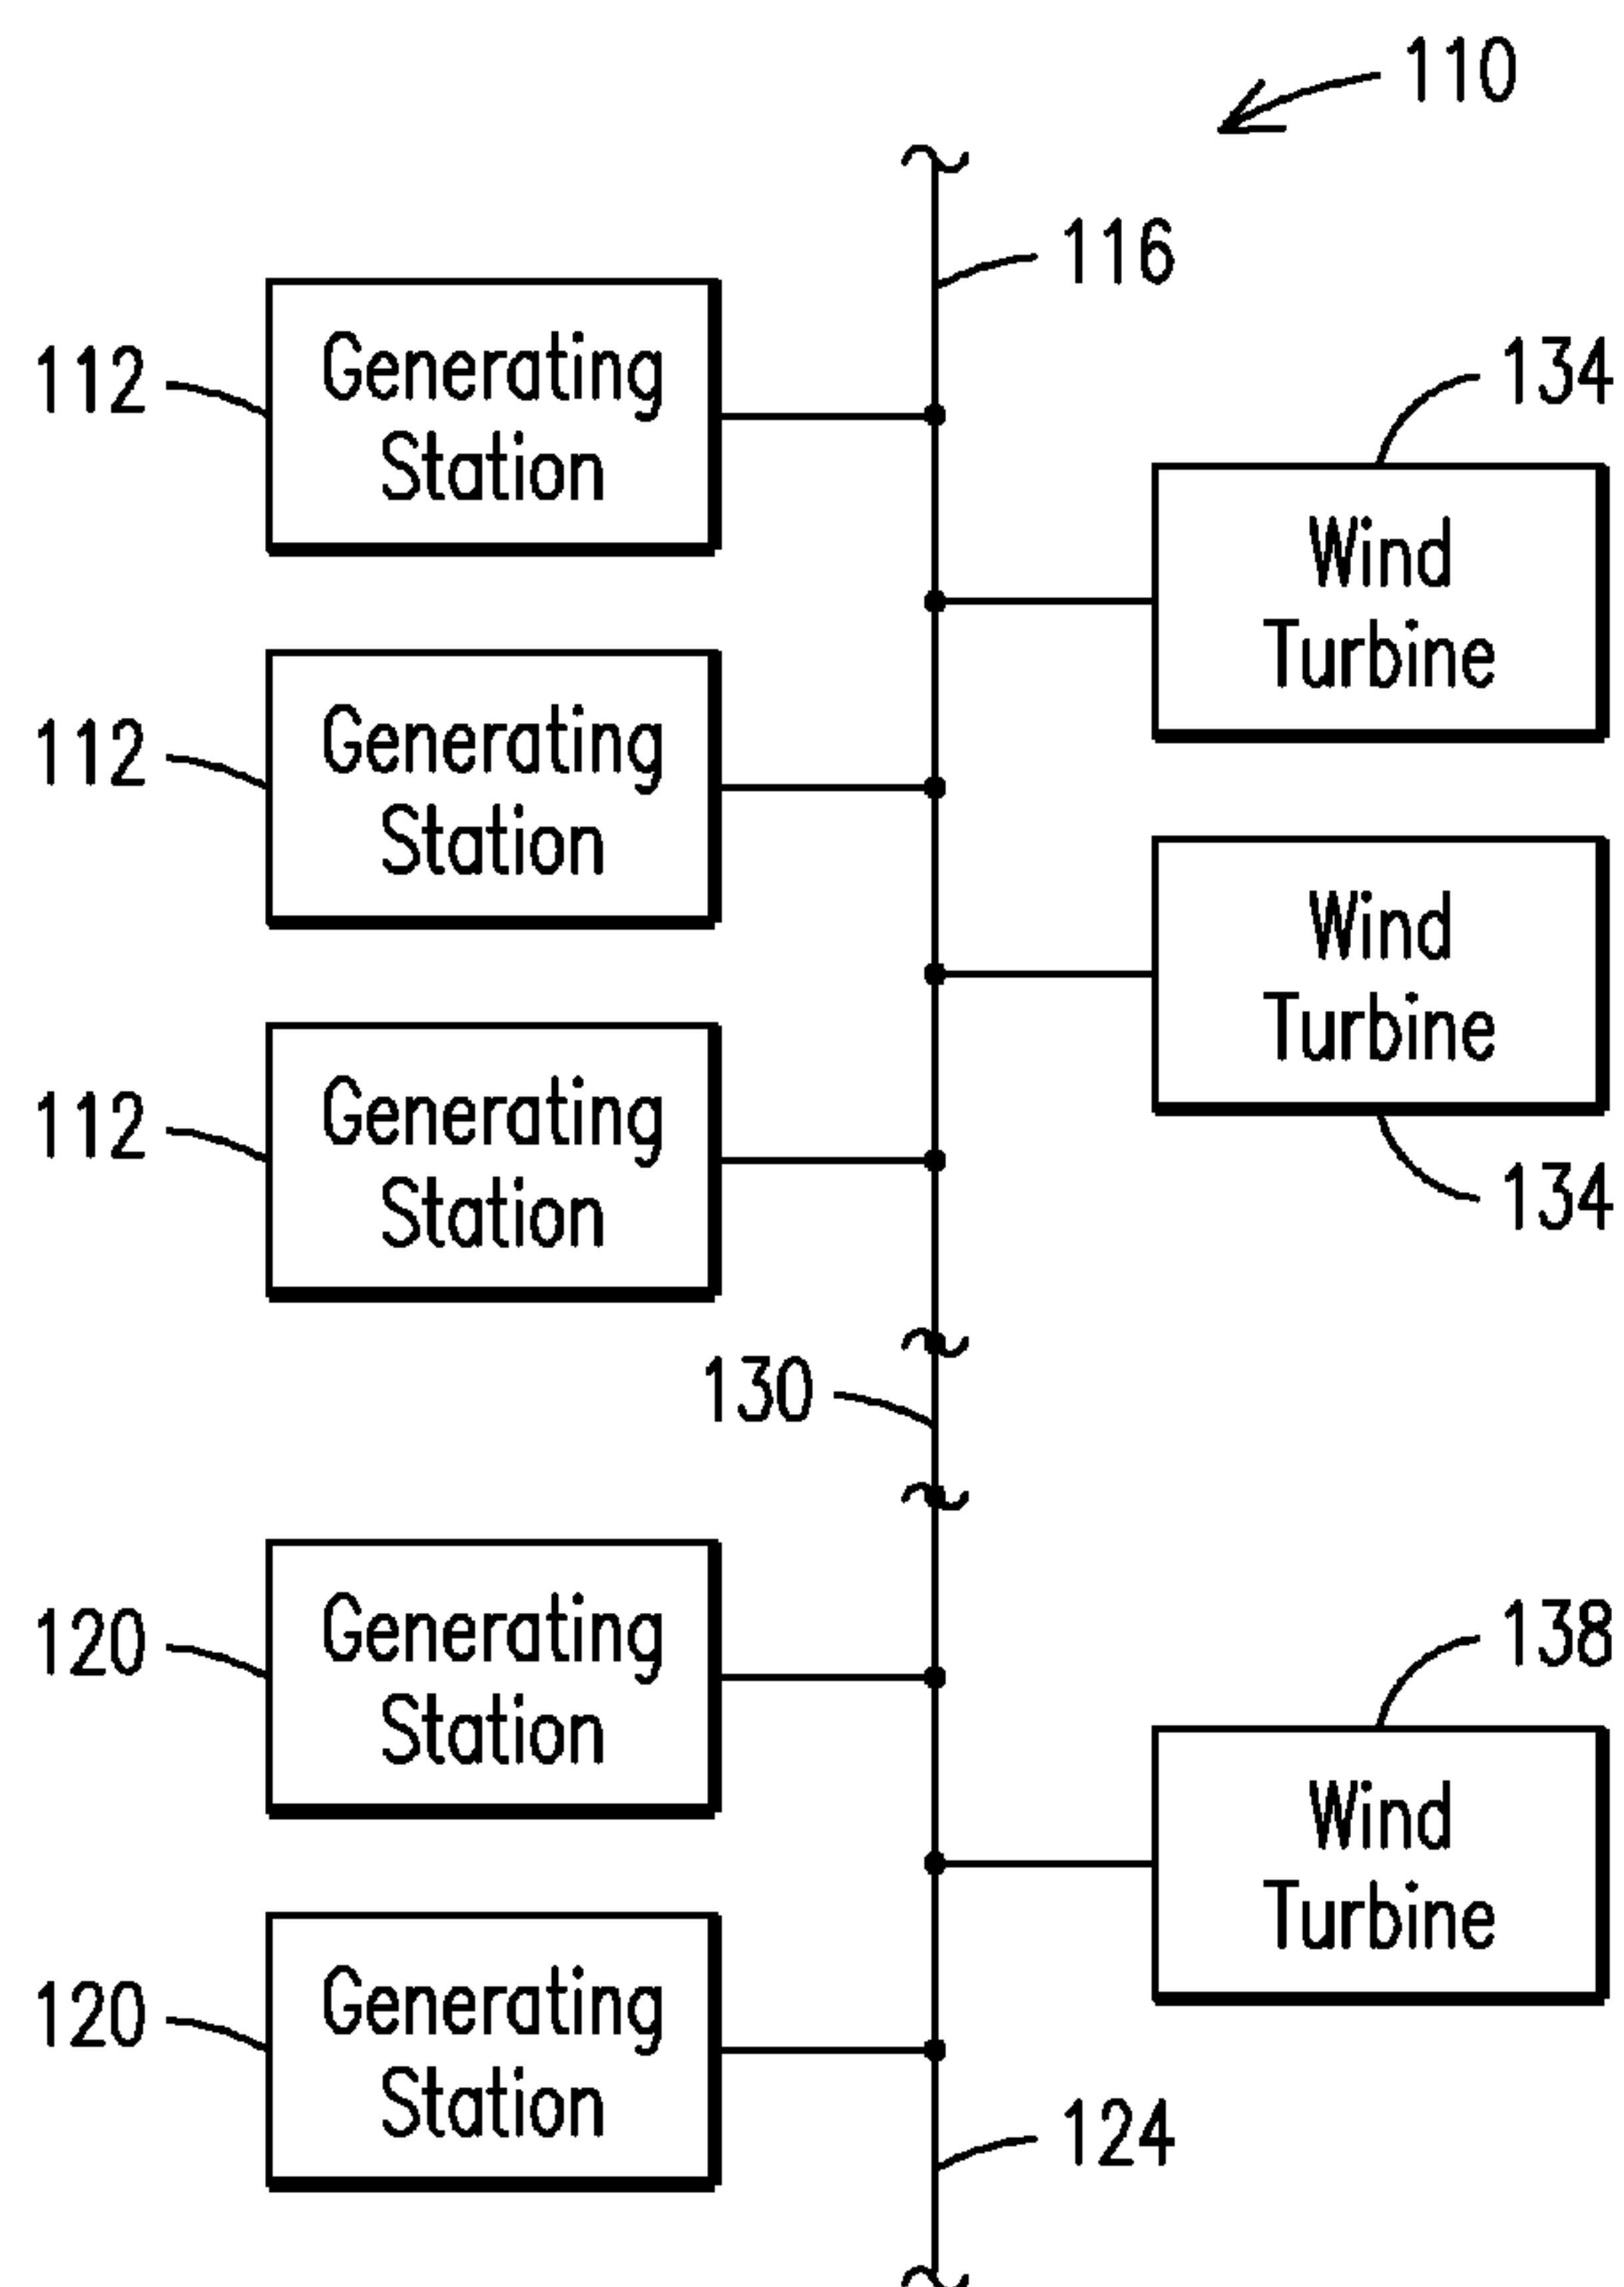 110
116
112
Generating
Station
134
Wind
Turbine
112
Generating
Station
Wind
Turbine
134
112
Generating
Station
130
120
Generating
Station
138
Wind
Turbine
120
Generating
Station
124